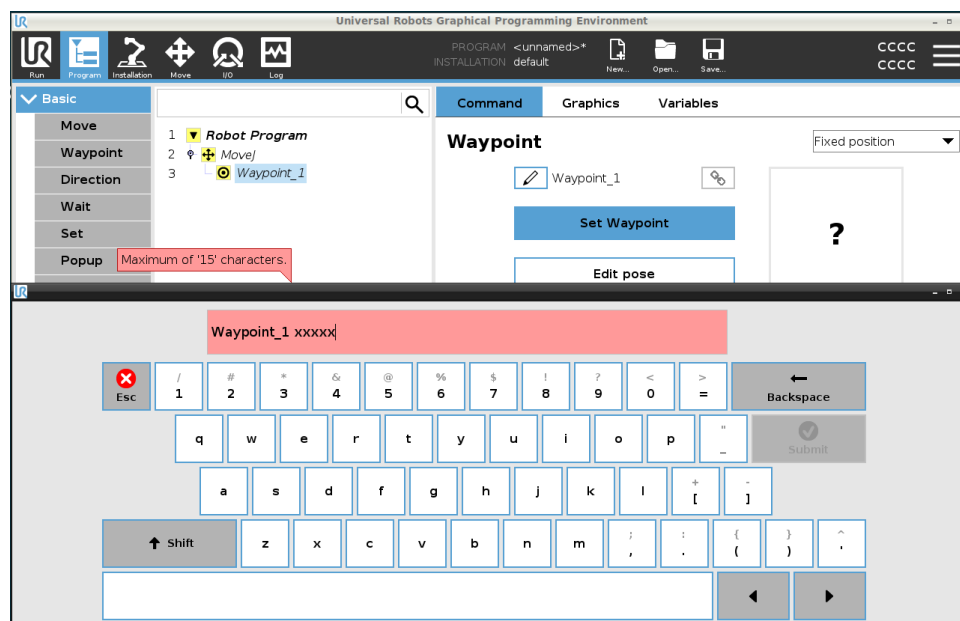 UR Universal Robots Graphical Programming Environment
UR
Run Program Installation Move I/O Log
PROGRAM <unnamed>*
INSTALLATION default
New... Open... Save...
CCCC
CCCC
Basic
Move
Waypoint
Direction
Wait
Set
Popup
1 Robot Program
2 MoveJ
3 Waypoint_1
Maximum of '15' characters.
Command Graphics Variables
Waypoint
Fixed position
Waypoint_1
Set Waypoint
?
Edit pose
UR
Waypoint_1 xxxxx
Esc
/ # * & @ % $ ! ? < >
1 2 3 4 5 6 7 8 9 0 =
Backspace
q w e r t y u i o p " _
Submit
a s d f g h j k l + [ - ]
Shift
z x c v b n m ; , : . { ( } ) ^ '